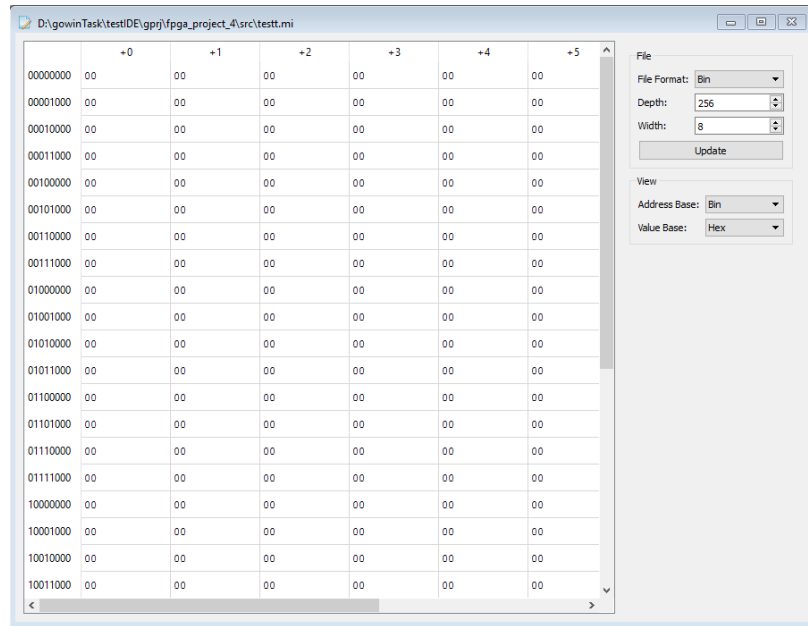 D:\gowinTask\testIDE\gprj\fpga_project_4\src\testt.mi
+0 +1 +2 +3 +4 +5
00000000 00 00 00 00 00 00
00001000 00 00 00 00 00 00
00010000 00 00 00 00 00 00
00011000 00 00 00 00 00 00
00100000 00 00 00 00 00 00
00101000 00 00 00 00 00 00
00110000 00 00 00 00 00 00
00111000 00 00 00 00 00 00
01000000 00 00 00 00 00 00
01001000 00 00 00 00 00 00
01010000 00 00 00 00 00 00
01011000 00 00 00 00 00 00
01100000 00 00 00 00 00 00
01101000 00 00 00 00 00 00
01110000 00 00 00 00 00 00
01111000 00 00 00 00 00 00
10000000 00 00 00 00 00 00
10001000 00 00 00 00 00 00
10010000 00 00 00 00 00 00
10011000 00 00 00 00 00 00
File
File Format: Bin
Depth: 256
Width: 8
Update
View
Address Base: Bin
Value Base: Hex